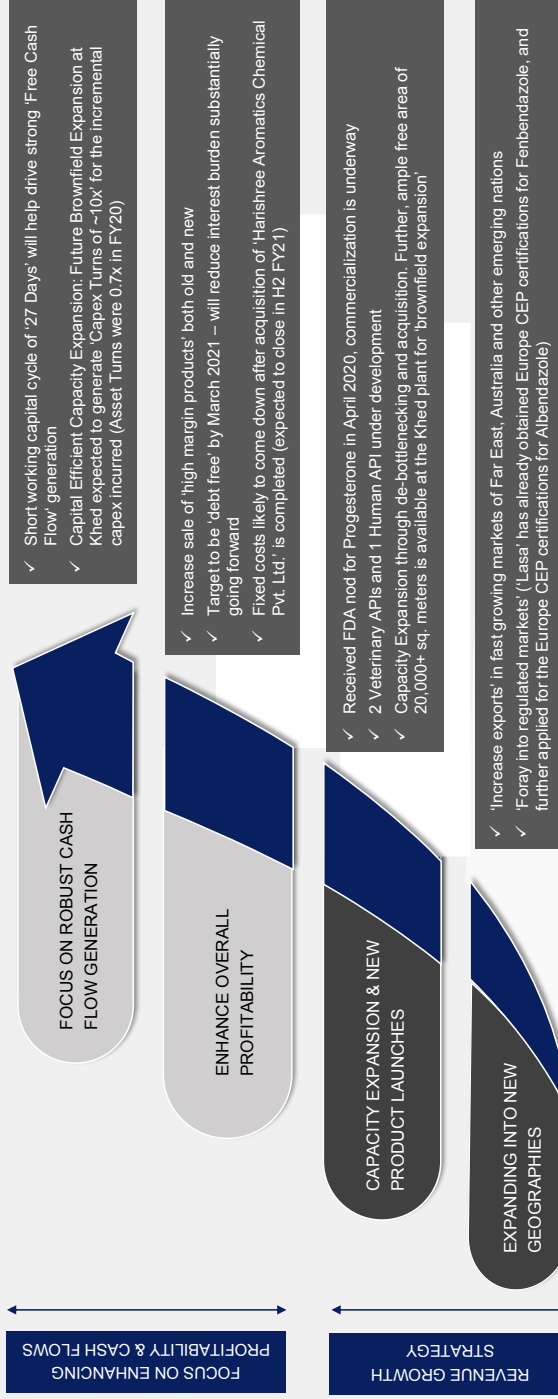 FOCUS ON ENHANCING
PROFITABILITY & CASH FLOWS
FOCUS ON ROBUST CASH
FLOW GENERATION
✓ Short working capital cycle of ‘27 Days’ will help drive strong ‘Free Cash
Flow’ generation
✓ Capital Efficient Capacity Expansion: Future Brownfield Expansion at
Khed expected to generate ‘Capex Turns of ~10x’ for the incremental
capex incurred (Asset Turns were 0.7x in FY20)
ENHANCE OVERALL
PROFITABILITY
✓ Increase sale of ‘high margin products’ both old and new
✓ Target to be ‘debt free’ by March 2021 – will reduce interest burden substantially
going forward
✓ Fixed costs likely to come down after acquisition of ‘Harishree Aromatics Chemical
Pvt. Ltd.’ is completed (expected to close in H2 FY21)
REVENUE GROWTH
STRATEGY
CAPACITY EXPANSION & NEW
PRODUCT LAUNCHES
✓ Received FDA nod for Progesterone in April 2020, commercialization is underway
✓ 2 Veterinary APIs and 1 Human API under development
✓ Capacity Expansion through de-bottlenecking and acquisition. Further, ample free area of
20,000+ sq. meters is available at the Khed plant for ‘brownfield expansion’
EXPANDING INTO NEW
GEOGRAPHIES
✓ ‘Increase exports’ in fast growing markets of Far East, Australia and other emerging nations
✓ ‘Foray into regulated markets’ (‘Lasa’ has already obtained Europe CEP certifications for Fenbendazole, and
further applied for the Europe CEP certifications for Albendazole)